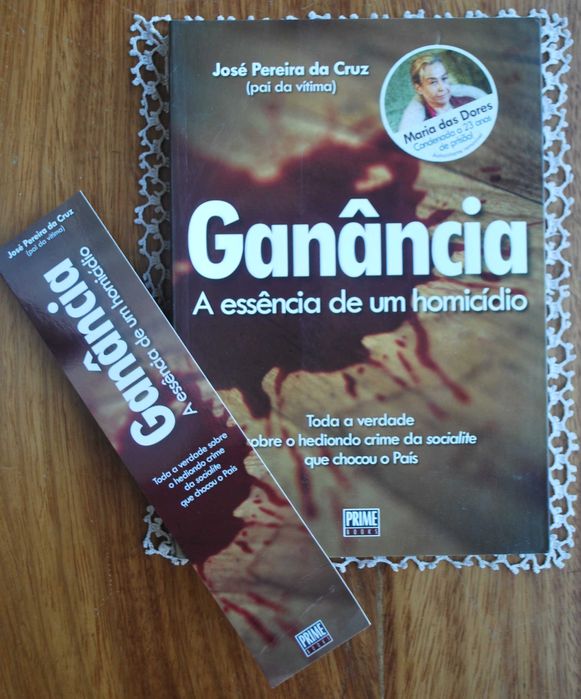 José Pereira da Cruz
(pai da vítima)
Maria das Dores
Condenada a 23 anos
de prisão!
Ganância
A essência de um homicídio
Toda a verdade
obre o hediondo crime da socialite
que chocou o País
PRIME
BOOKS
José Pereira da Cruz
(pai da vítima)
Ganância
A essência de um homicídio
Toda a verdade sobre
o hediondo crime
da socialite
que chocou o País
PRIME
BOOKS